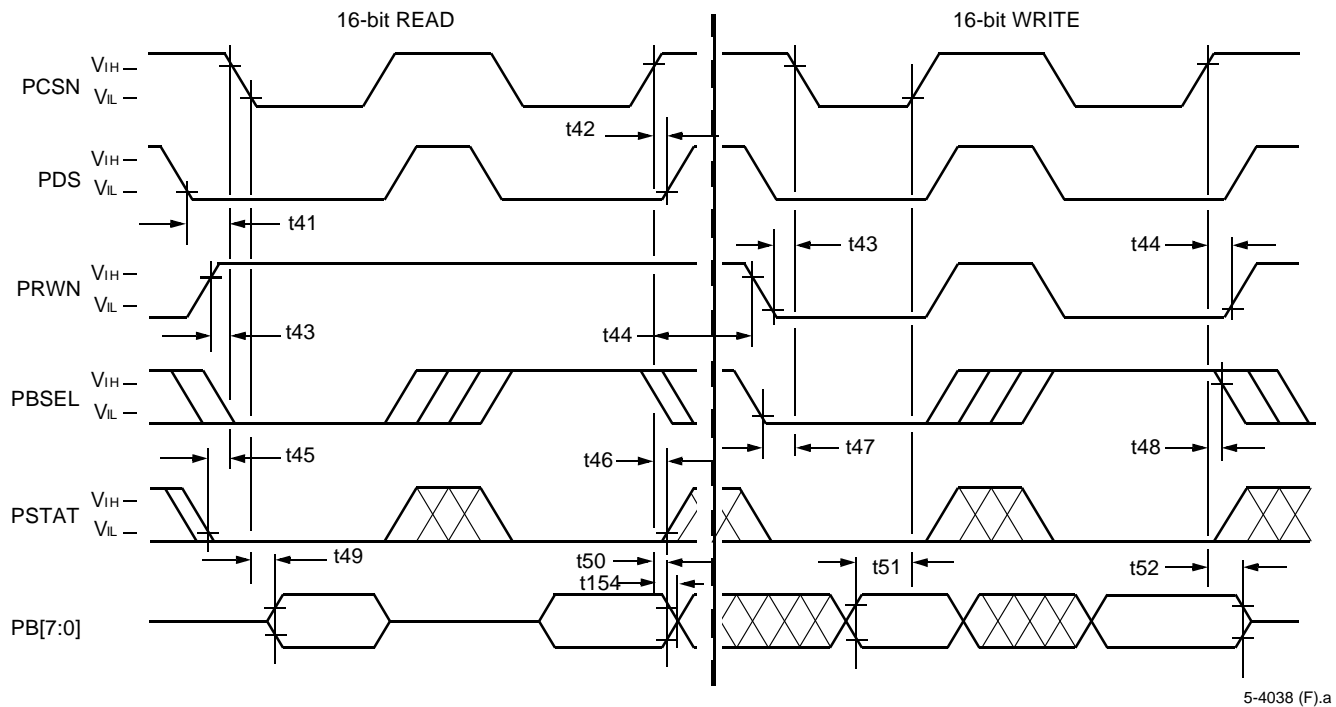 16-bit READ 16-bit WRITE
PCSN VIH VIL
t42
PDS VIH VIL
t41 t43 t44
PRWN VIH VIL
t43 t44
PBSEL VIH VIL
t45 t46 t47 t48
PSTAT VIH VIL
t49 t50 t51 t52
t154
PB[7:0]
5-4038 (F).a